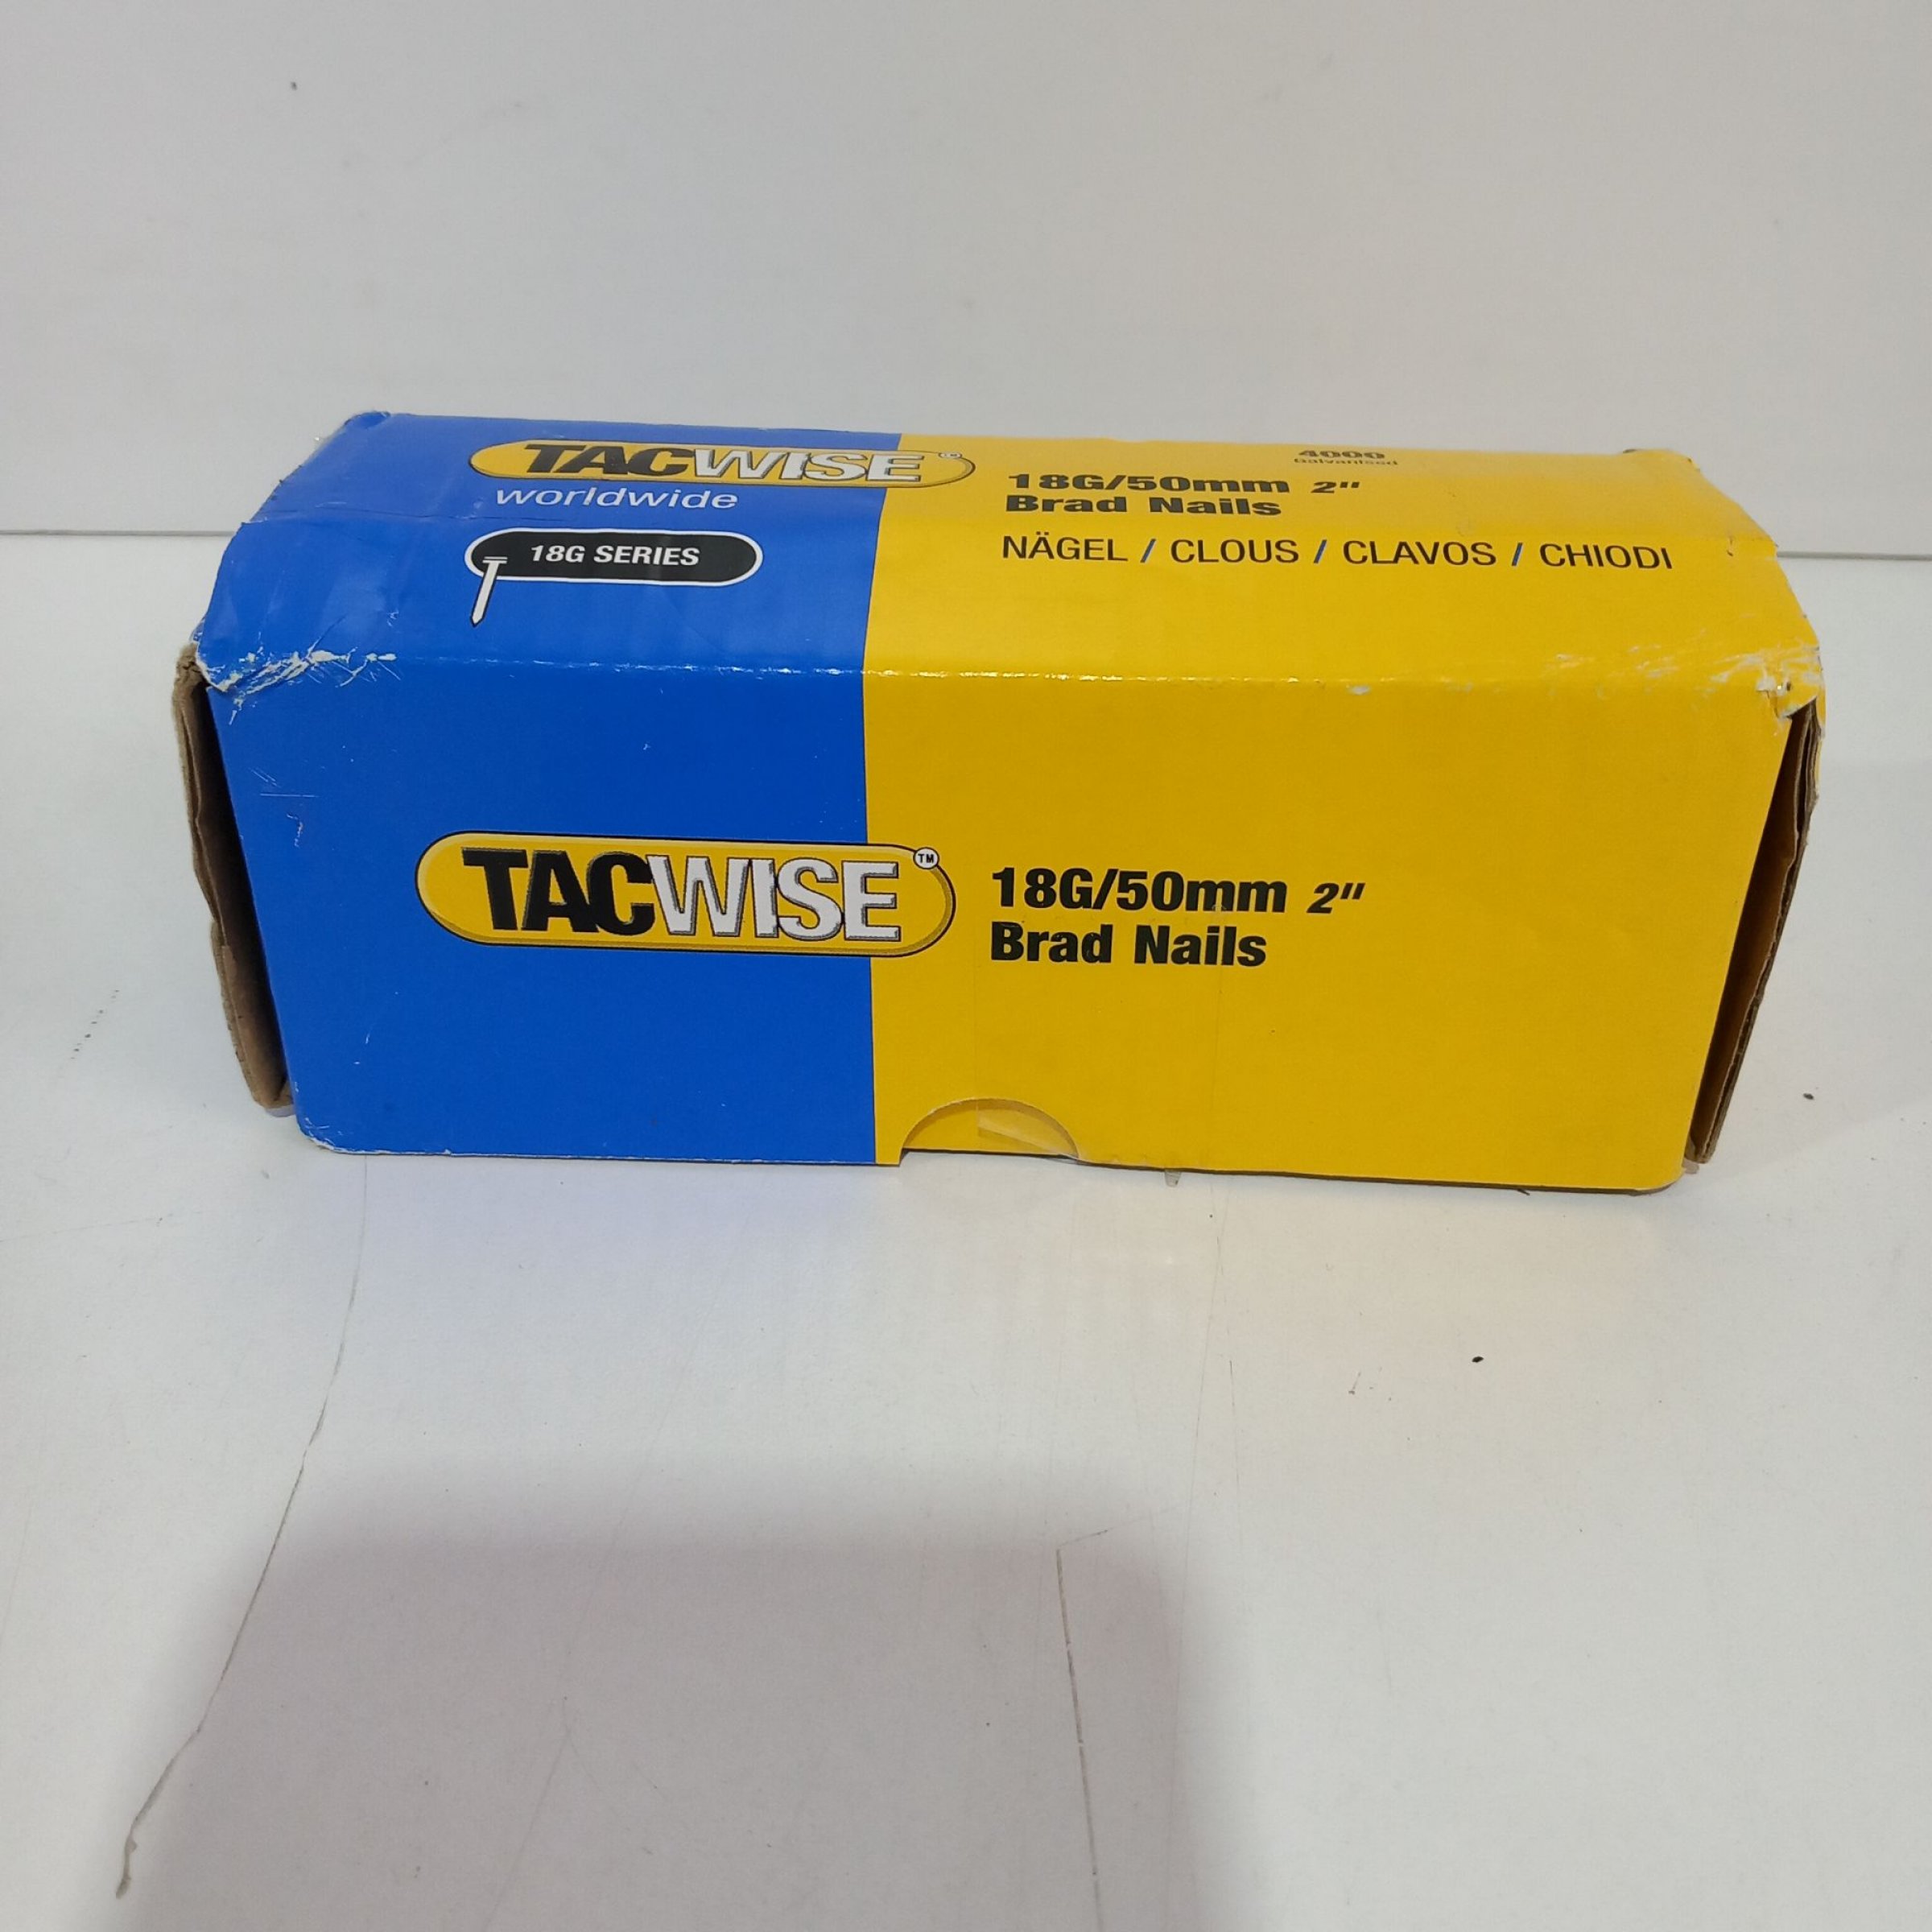 TACWISE
worldwide
18G SERIES
4000
Galvanised
18G/50mm 2"
Brad Nails
NÄGEL / CLOUS / CLAVOS / CHIODI
TACWISE™
18G/50mm 2"
Brad Nails